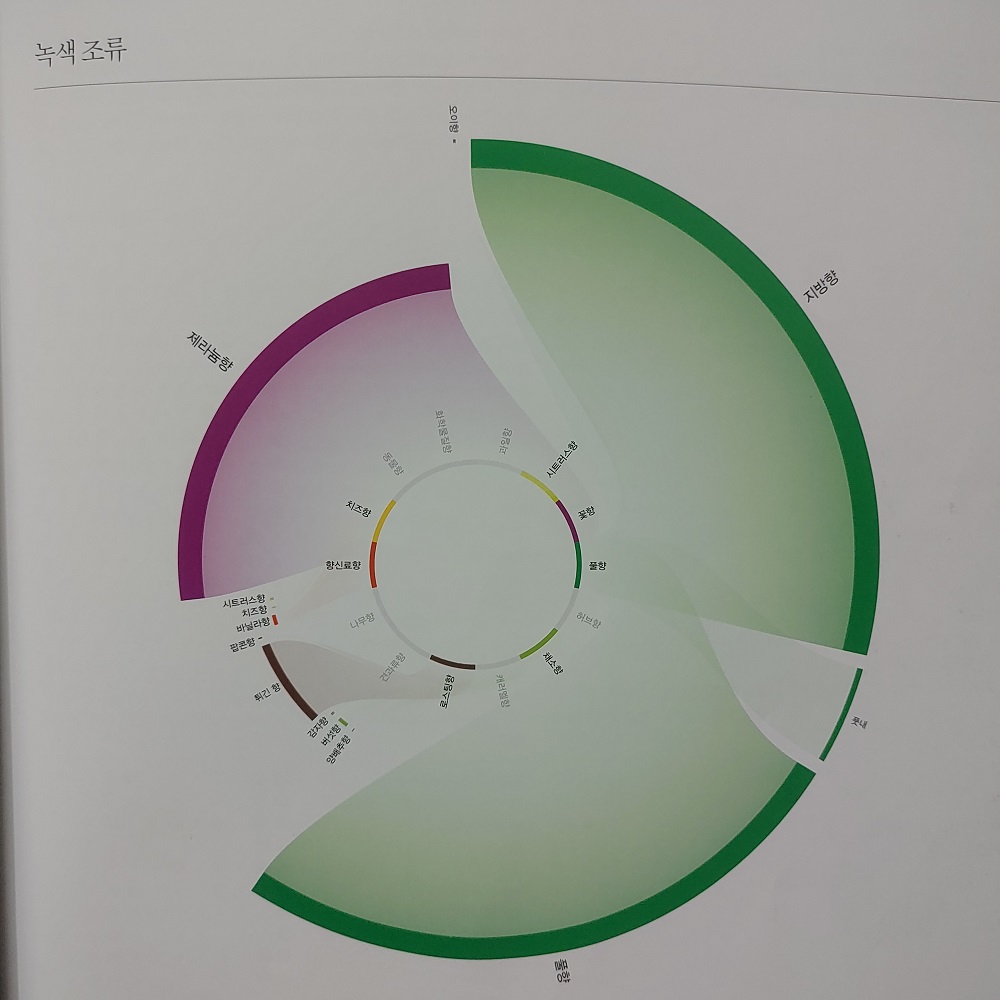 녹색 조류
오이향
지방향
제라늄향
화학물질향
과일향
시트러스향
동물향
치즈향
꽃향
향신료향
풀향
나무향
허브향
견과류향
채소향
로스팅향
캐러멜향
시트러스향
치즈향
바닐라향
팝콘향
튀긴 향
감자향
버섯향
양배추향
풋내
풀향